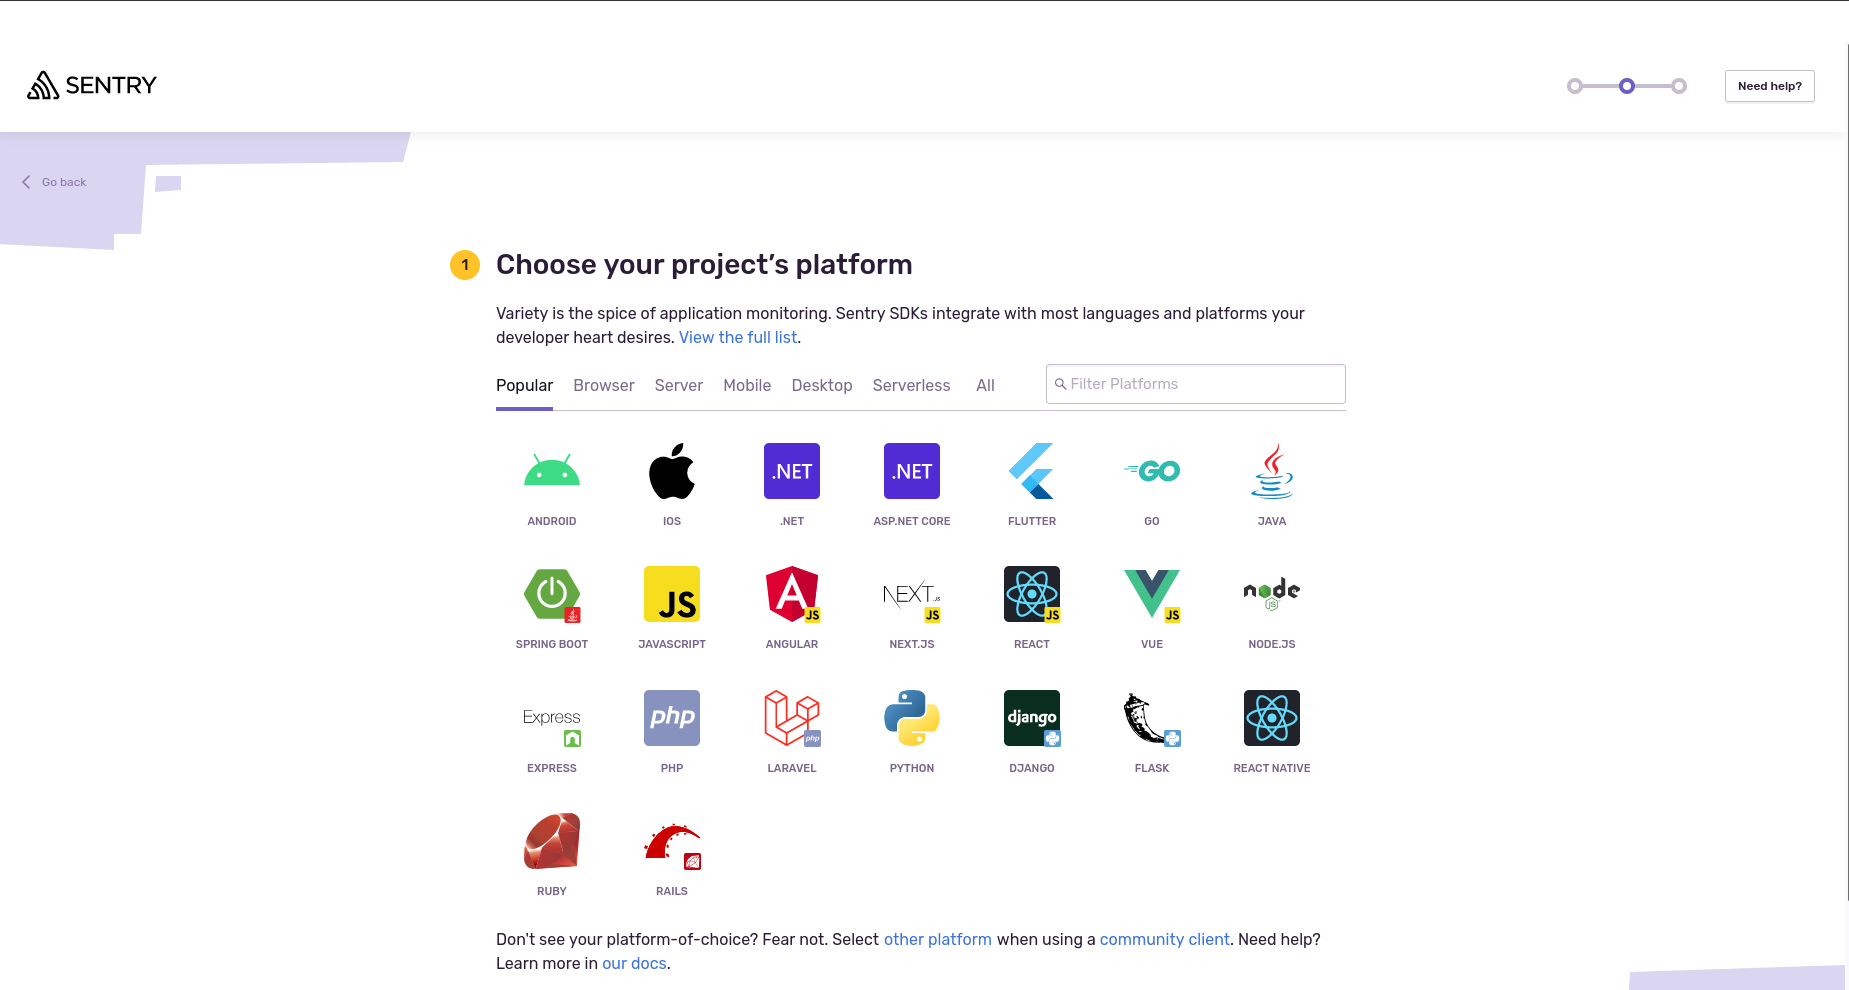 SENTRY
Need help?
Go back
1
Choose your project’s platform
Variety is the spice of application monitoring. Sentry SDKs integrate with most languages and platforms your
developer heart desires. View the full list.
Popular Browser Server Mobile Desktop Serverless All
Filter Platforms
.NET .NET GO
ANDROID IOS .NET ASP.NET CORE FLUTTER GO JAVA
JS JS NEXT.JS JS JS JS node JS
SPRING BOOT JAVASCRIPT ANGULAR NEXT.JS REACT VUE NODE.JS
Express php php django
EXPRESS PHP LARAVEL PYTHON DJANGO FLASK REACT NATIVE
RUBY RAILS
Don't see your platform-of-choice? Fear not. Select other platform when using a community client. Need help?
Learn more in our docs.